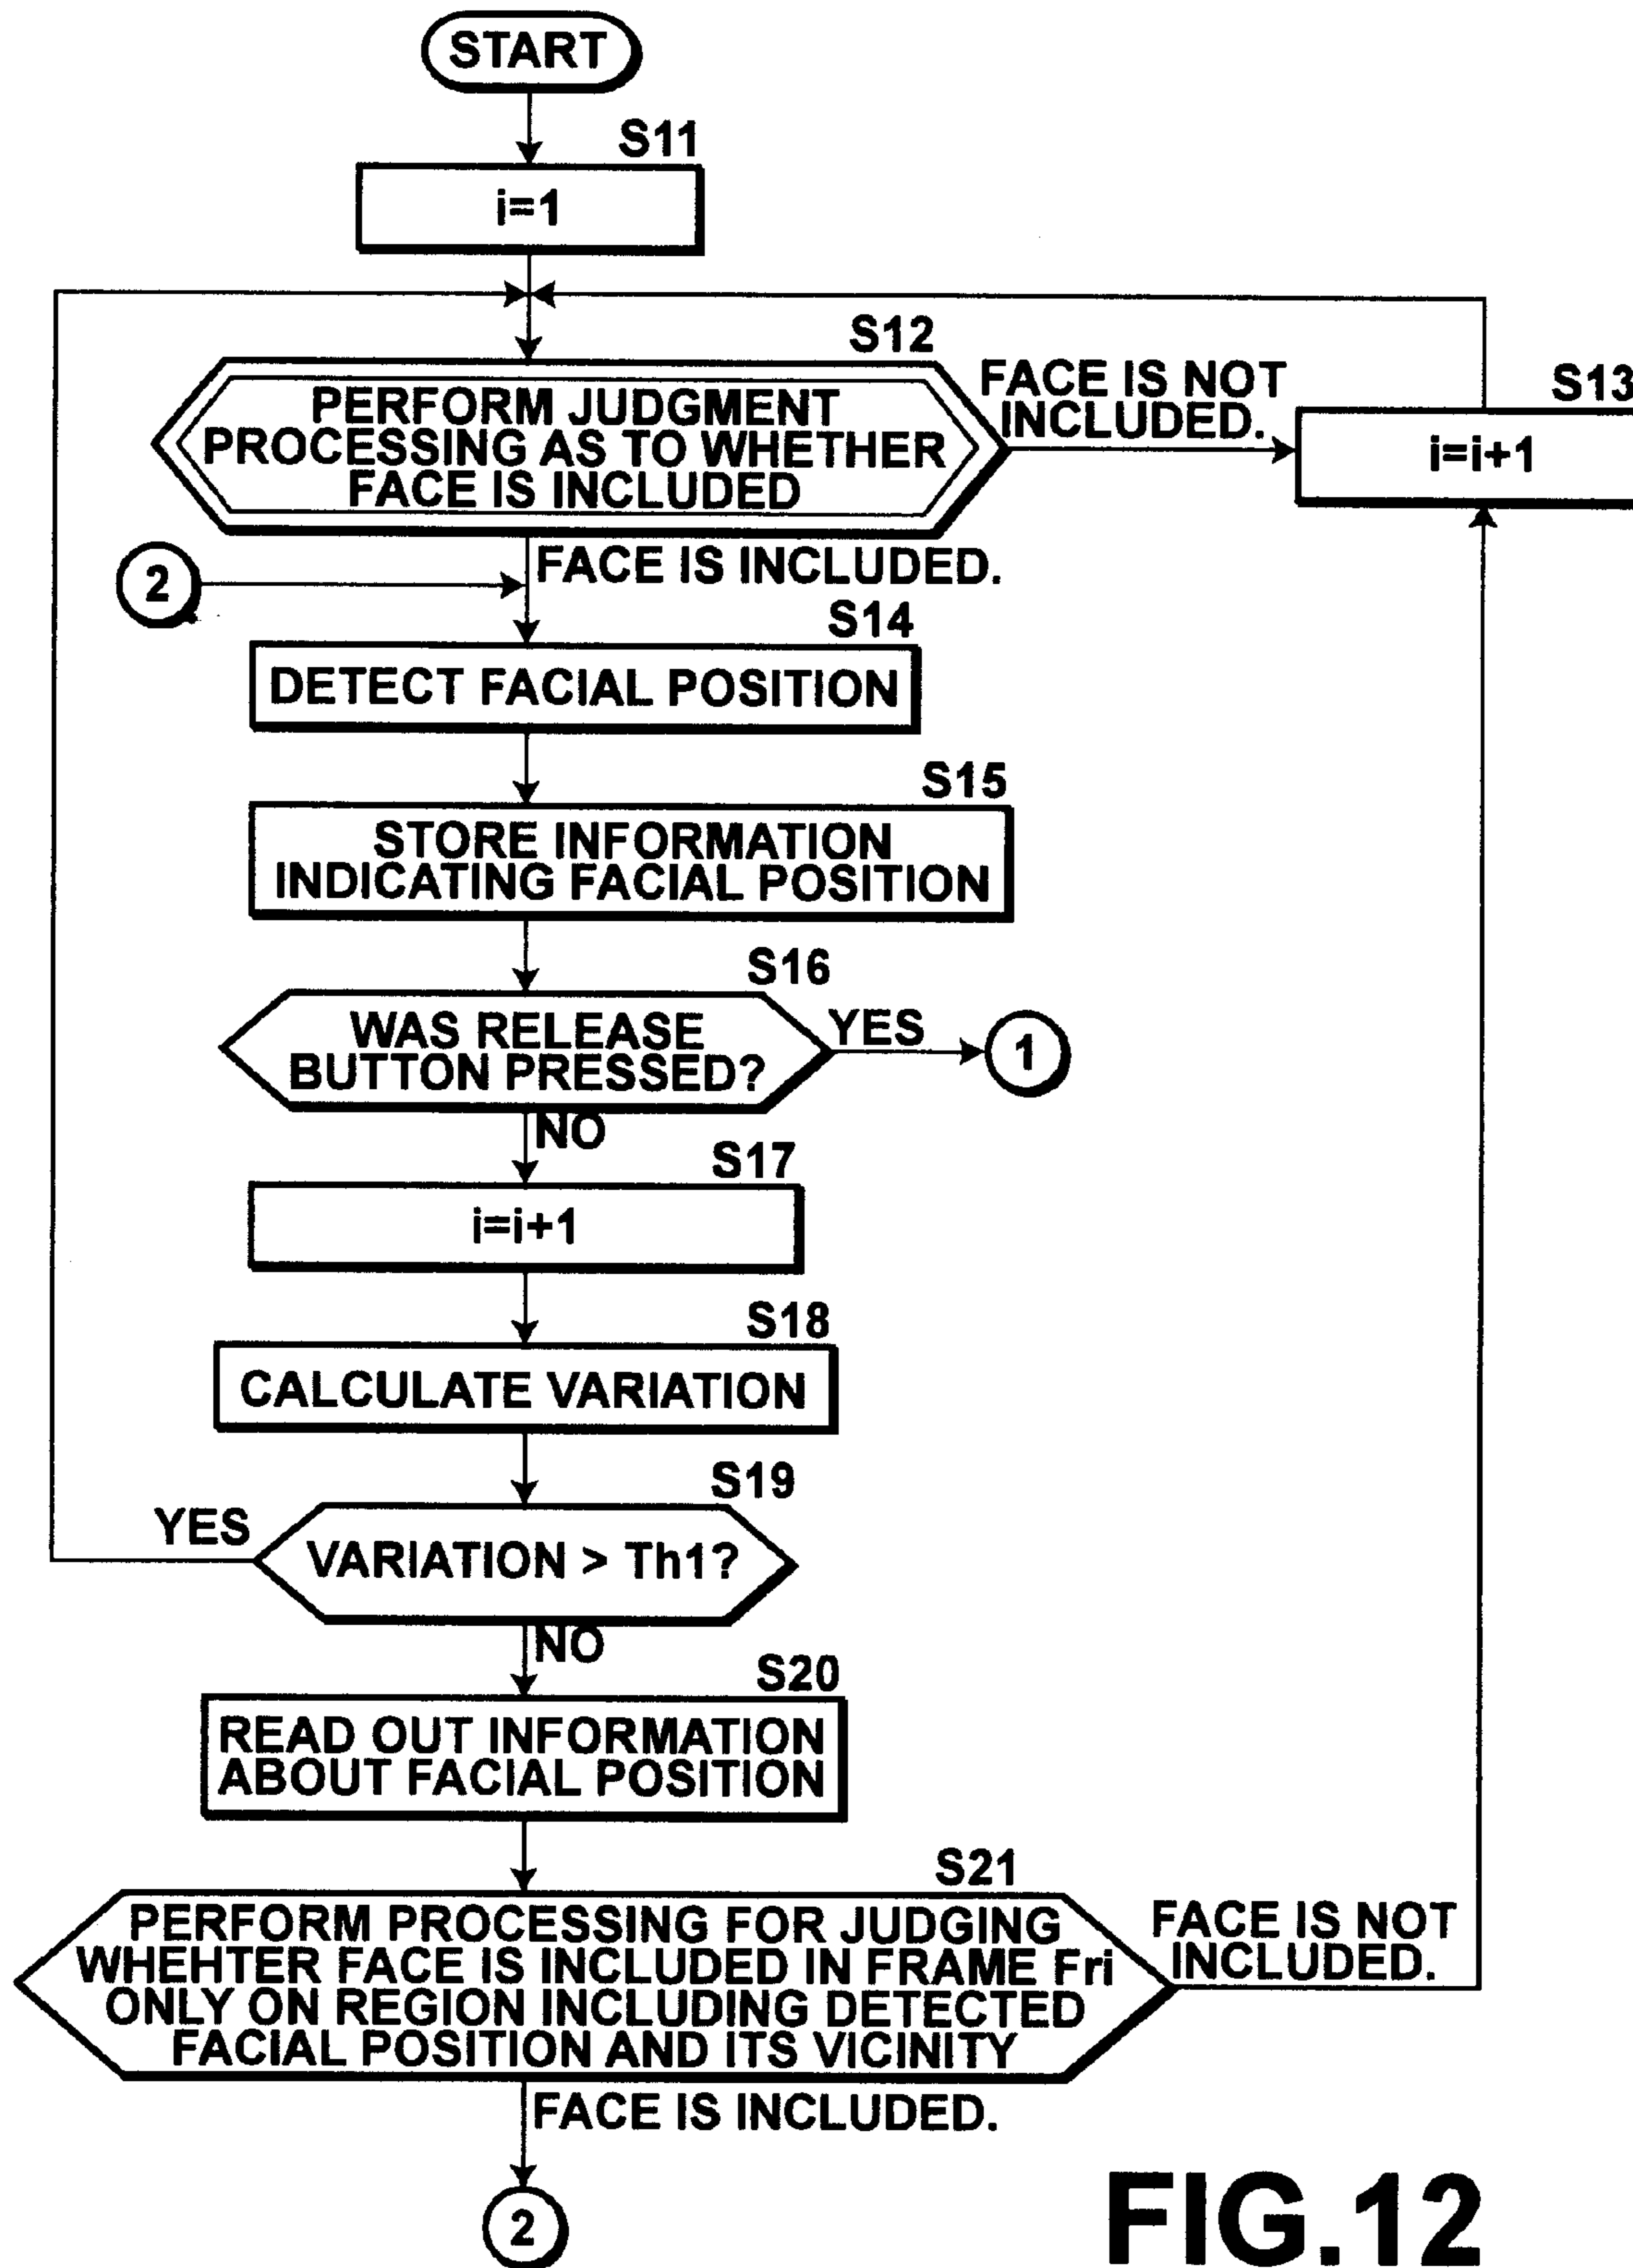 START
S11
i=1
S12
PERFORM JUDGMENT
PROCESSING AS TO WHETHER
FACE IS INCLUDED
FACE IS NOT
INCLUDED.
S13
i=i+1
FACE IS INCLUDED.
2
S14
DETECT FACIAL POSITION
S15
STORE INFORMATION
INDICATING FACIAL POSITION
S16
WAS RELEASE
BUTTON PRESSED?
YES
1
NO
S17
i=i+1
S18
CALCULATE VARIATION
S19
VARIATION > Th1?
YES
NO
S20
READ OUT INFORMATION
ABOUT FACIAL POSITION
S21
PERFORM PROCESSING FOR JUDGING
WHEHTER FACE IS INCLUDED IN FRAME Fri
ONLY ON REGION INCLUDING DETECTED
FACIAL POSITION AND ITS VICINITY
FACE IS NOT
INCLUDED.
FACE IS INCLUDED.
2
FIG.12